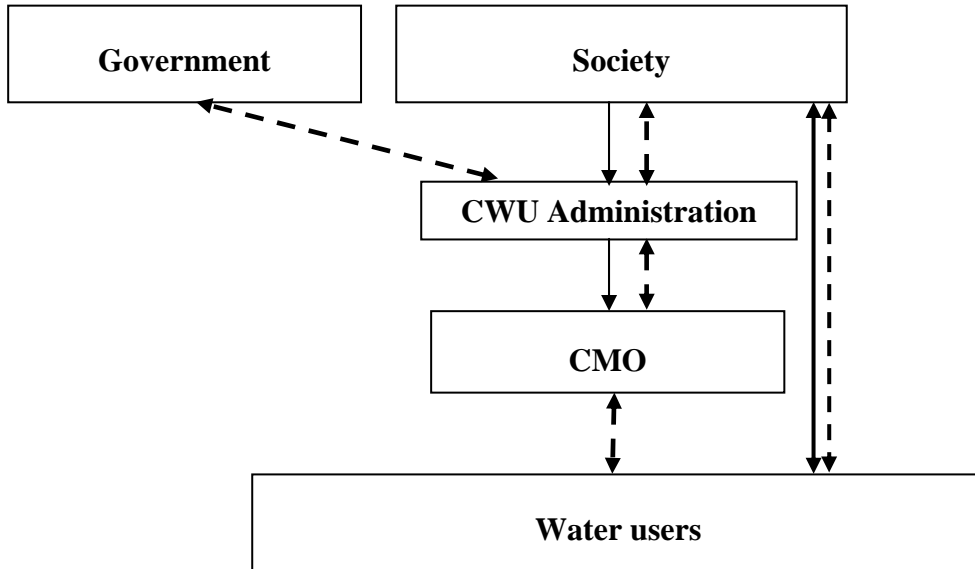 Government
Society
CWU Administration
CMO
Water users